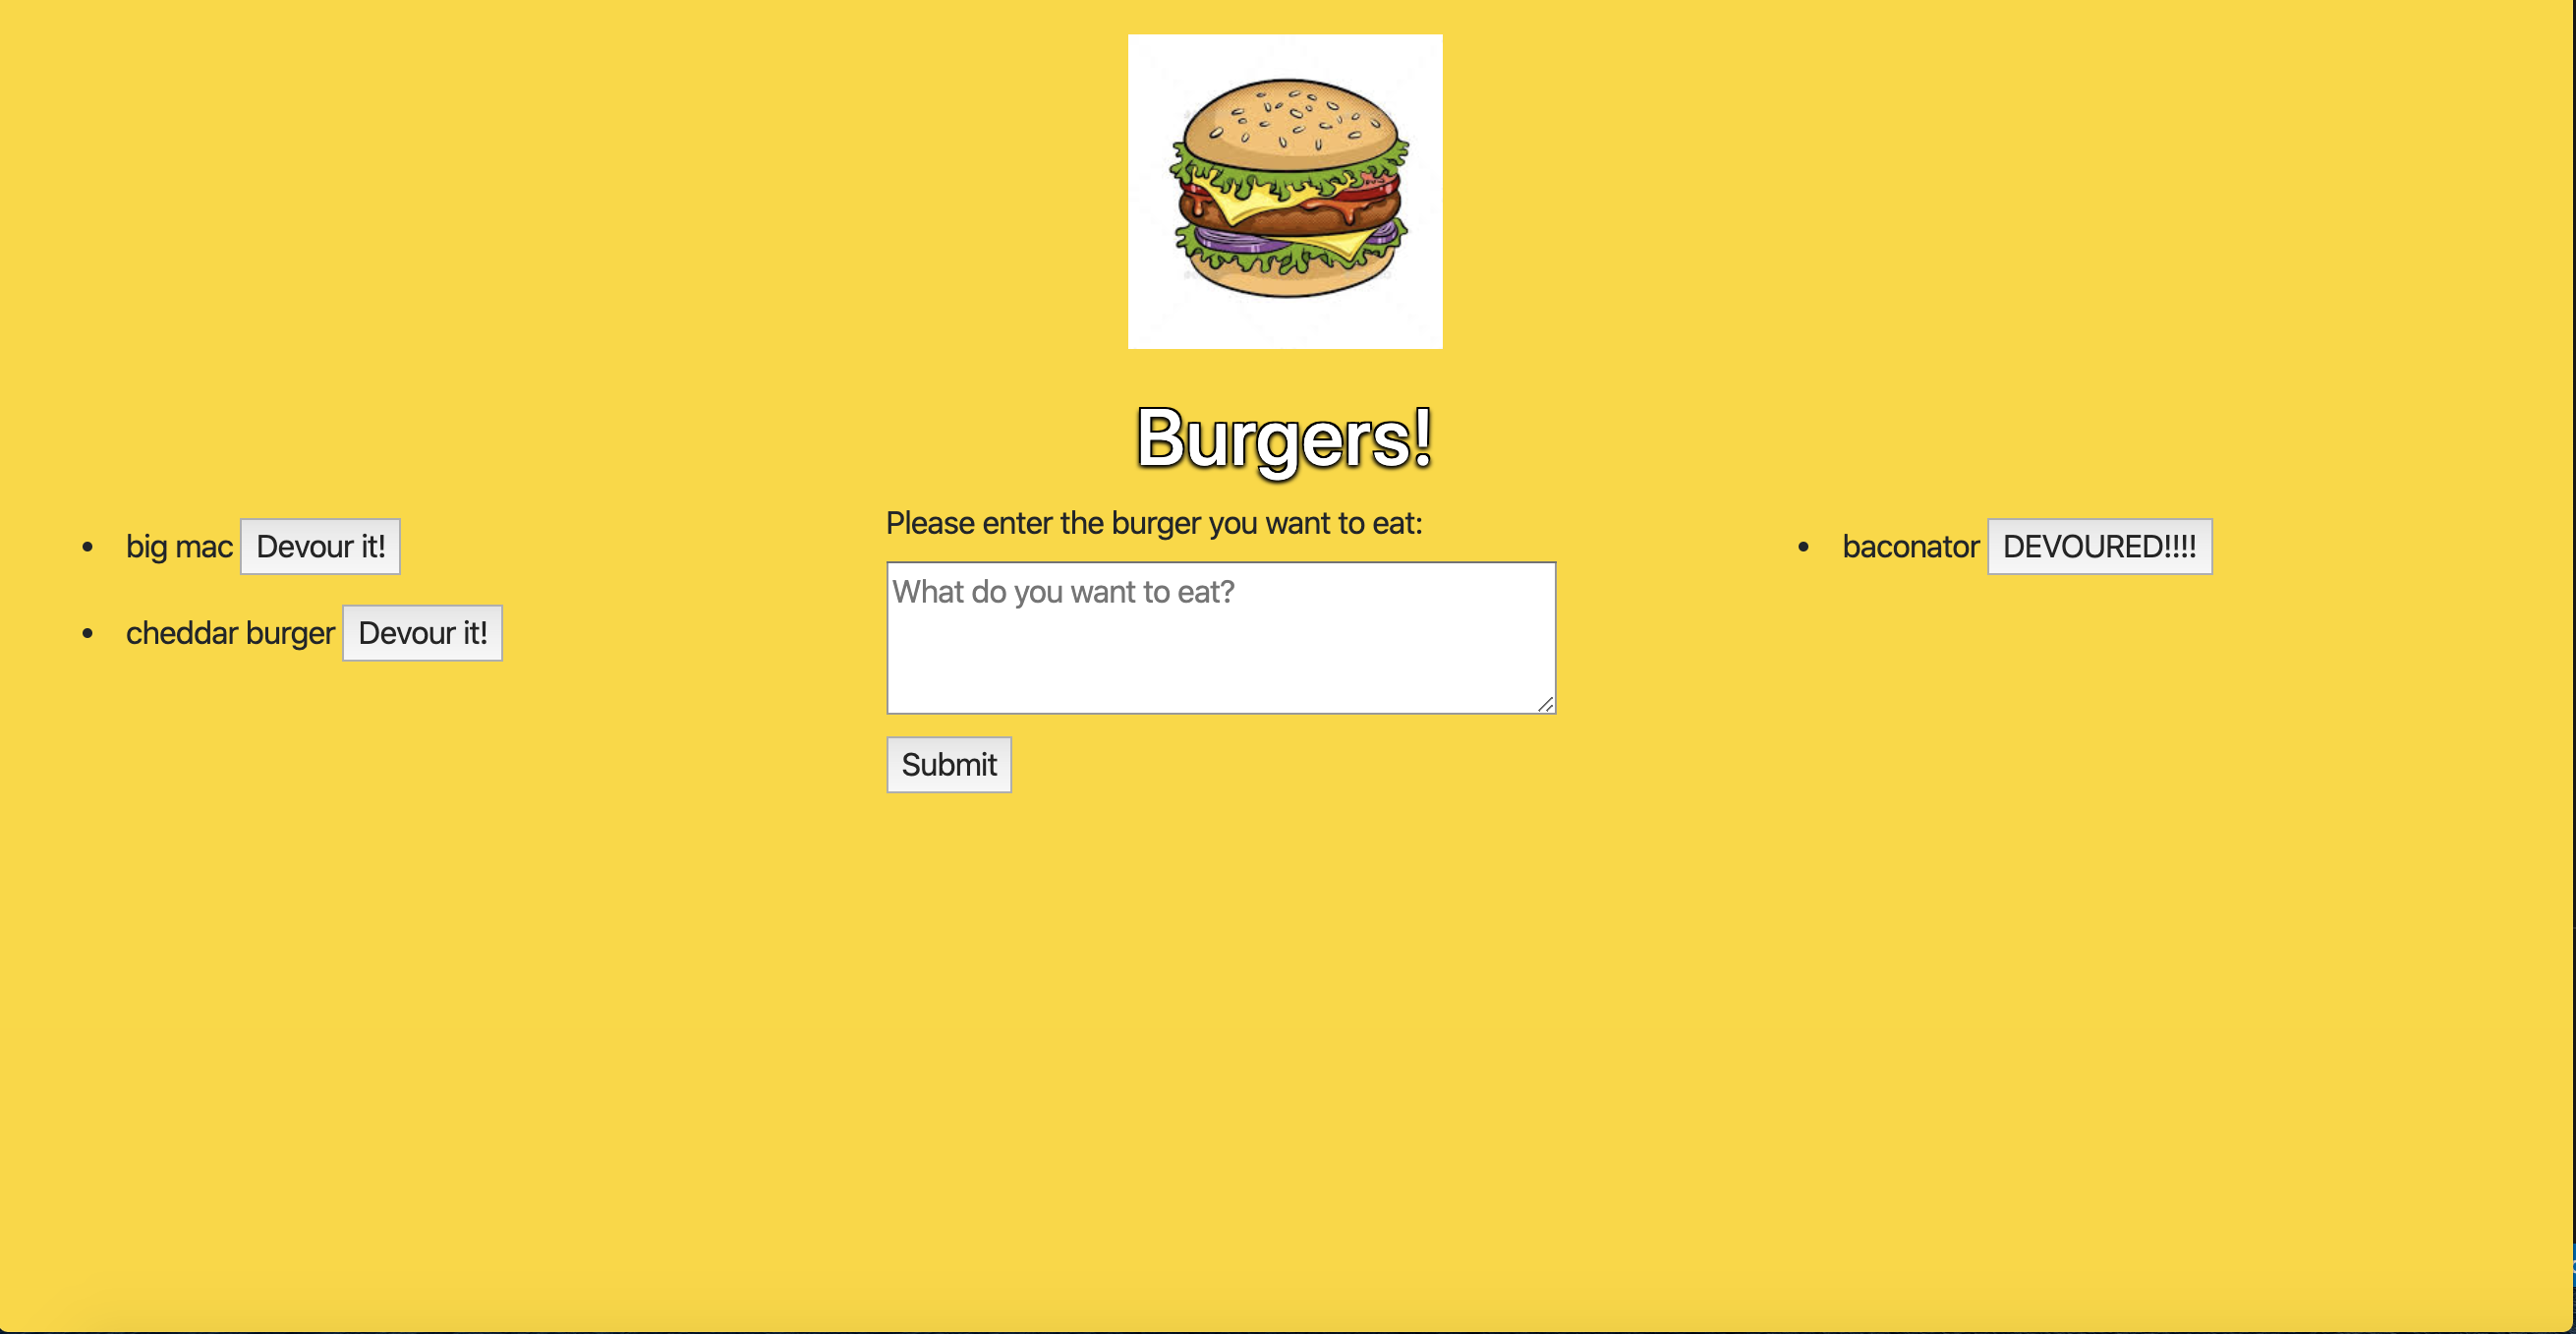 Burgers!
big mac Devour it!
cheddar burger Devour it!
Please enter the burger you want to eat:
What do you want to eat?
Submit
baconator DEVOURED!!!!